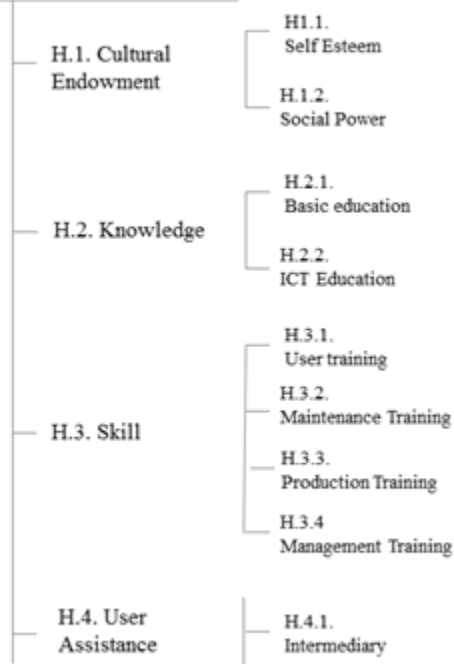 H.1. Cultural
Endowment
H1.1.
Self Esteem
H.1.2.
Social Power
H.2. Knowledge
H.2.1.
Basic education
H.2.2.
ICT Education
H.3. Skill
H.3.1.
User training
H.3.2.
Maintenance Training
H.3.3.
Production Training
H.3.4
Management Training
H.4. User
Assistance
H.4.1.
Intermediary